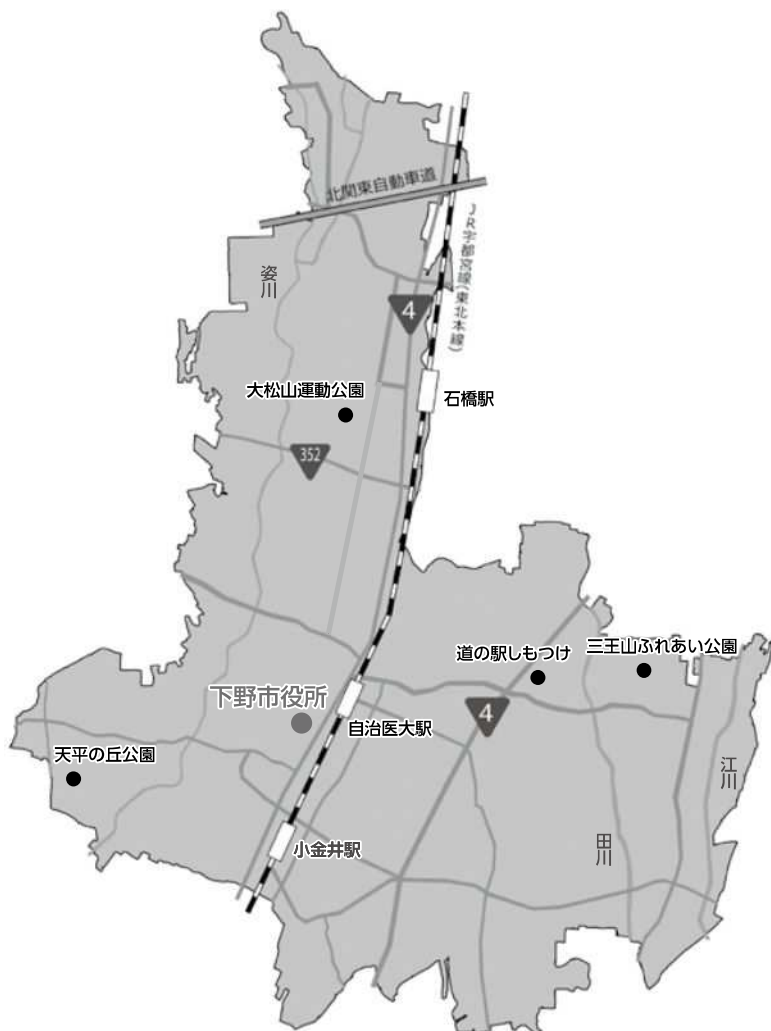 北関東自動車道
JR宇都宮線(東北本線)
姿川
4
大松山運動公園
石橋駅
352
道の駅しもつけ
三王山ふれあい公園
下野市役所
4
自治医大駅
天平の丘公園
江川
田川
小金井駅